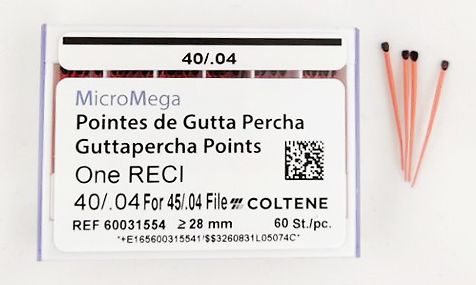 40/.04
MicroMega
Pointes de Gutta Percha
Guttapercha Points
One RECI
40/.04 For 45/.04 File COLTENE
REF 60031554 ≥ 28 mm 60 St./pc.
*+E165600315541/$$3260831L05074C*